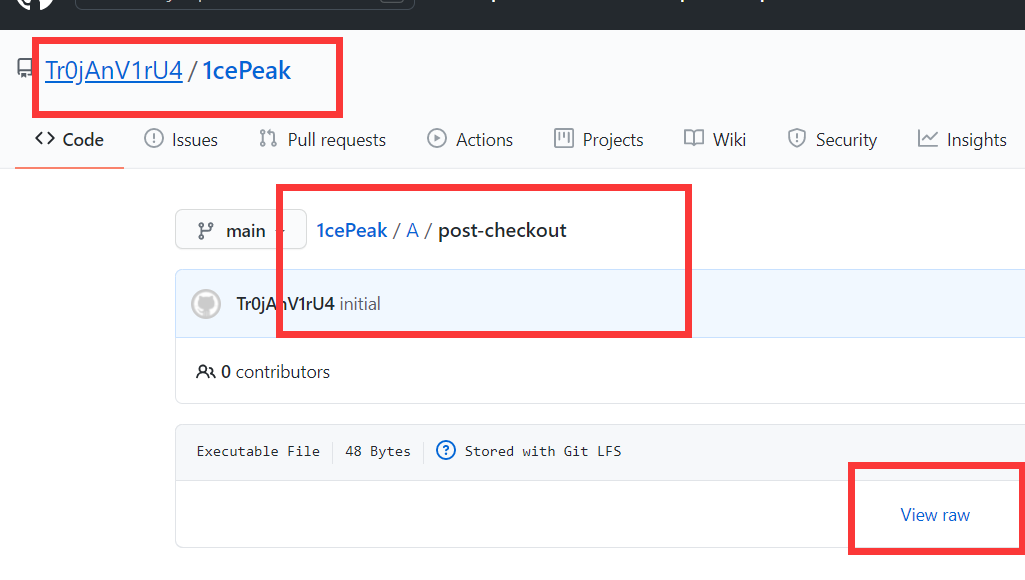 Tr0jAnV1rU4 / 1cePeak
Code Issues Pull requests Actions Projects Wiki Security Insights
main 1cePeak / A / post-checkout
Tr0jAnV1rU4 initial
0 contributors
Executable File 48 Bytes Stored with Git LFS
View raw